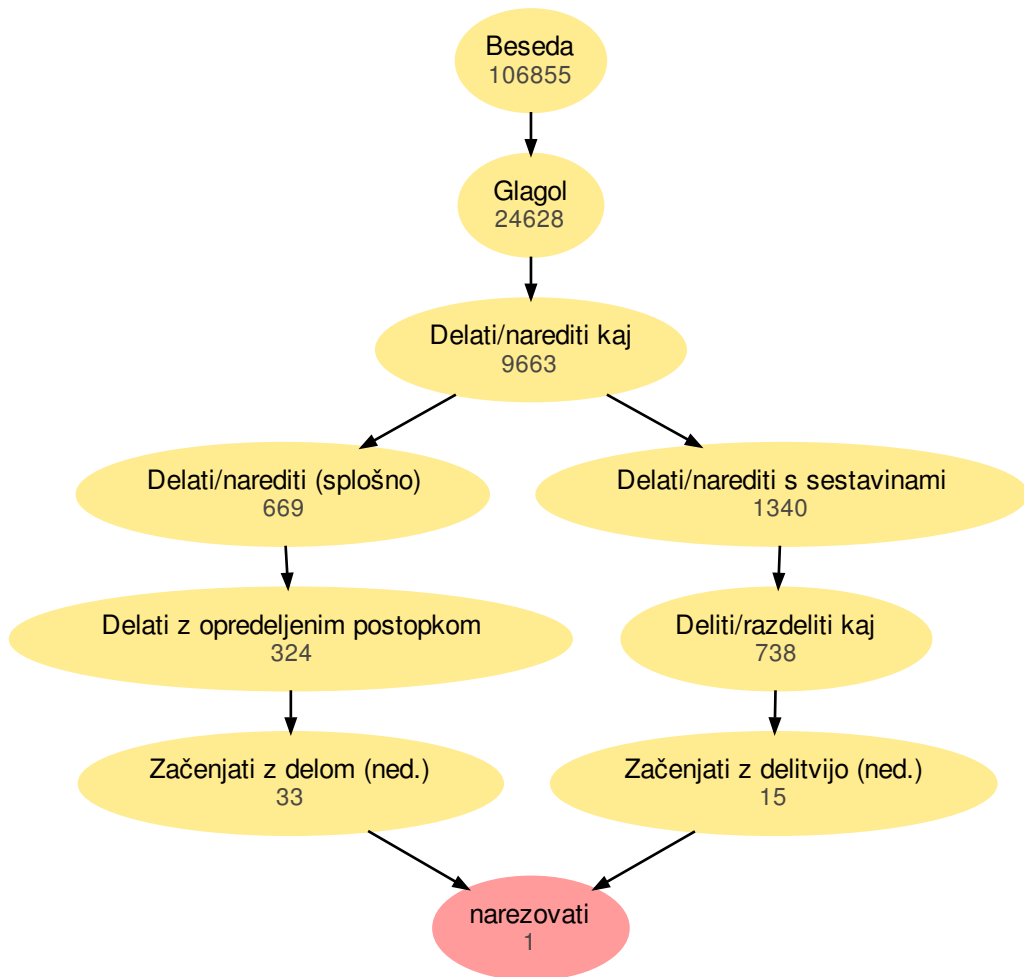 Beseda
106855
Glagol
24628
Delati/narediti kaj
9663
Delati/narediti (splošno)
669
Delati/narediti s sestavinami
1340
Delati z opredeljenim postopkom
324
Deliti/razdeliti kaj
738
Začenjati z delom (ned.)
33
Začenjati z delitvijo (ned.)
15
narezovati
1